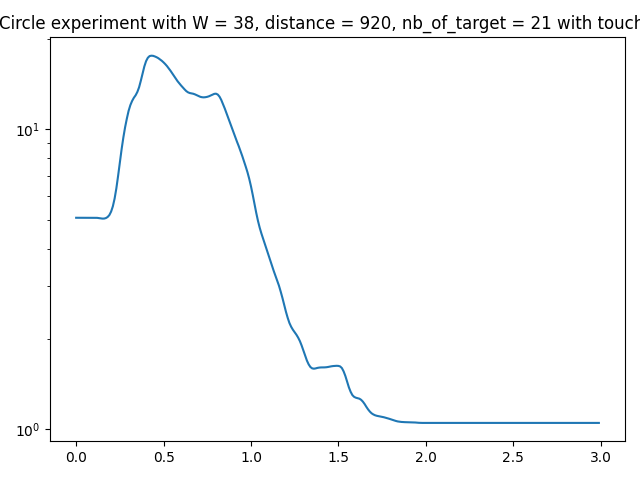 Circle experiment with W = 38, distance = 920, nb_of_target = 21 with touch
10¹
10⁰
0.0 0.5 1.0 1.5 2.0 2.5 3.0